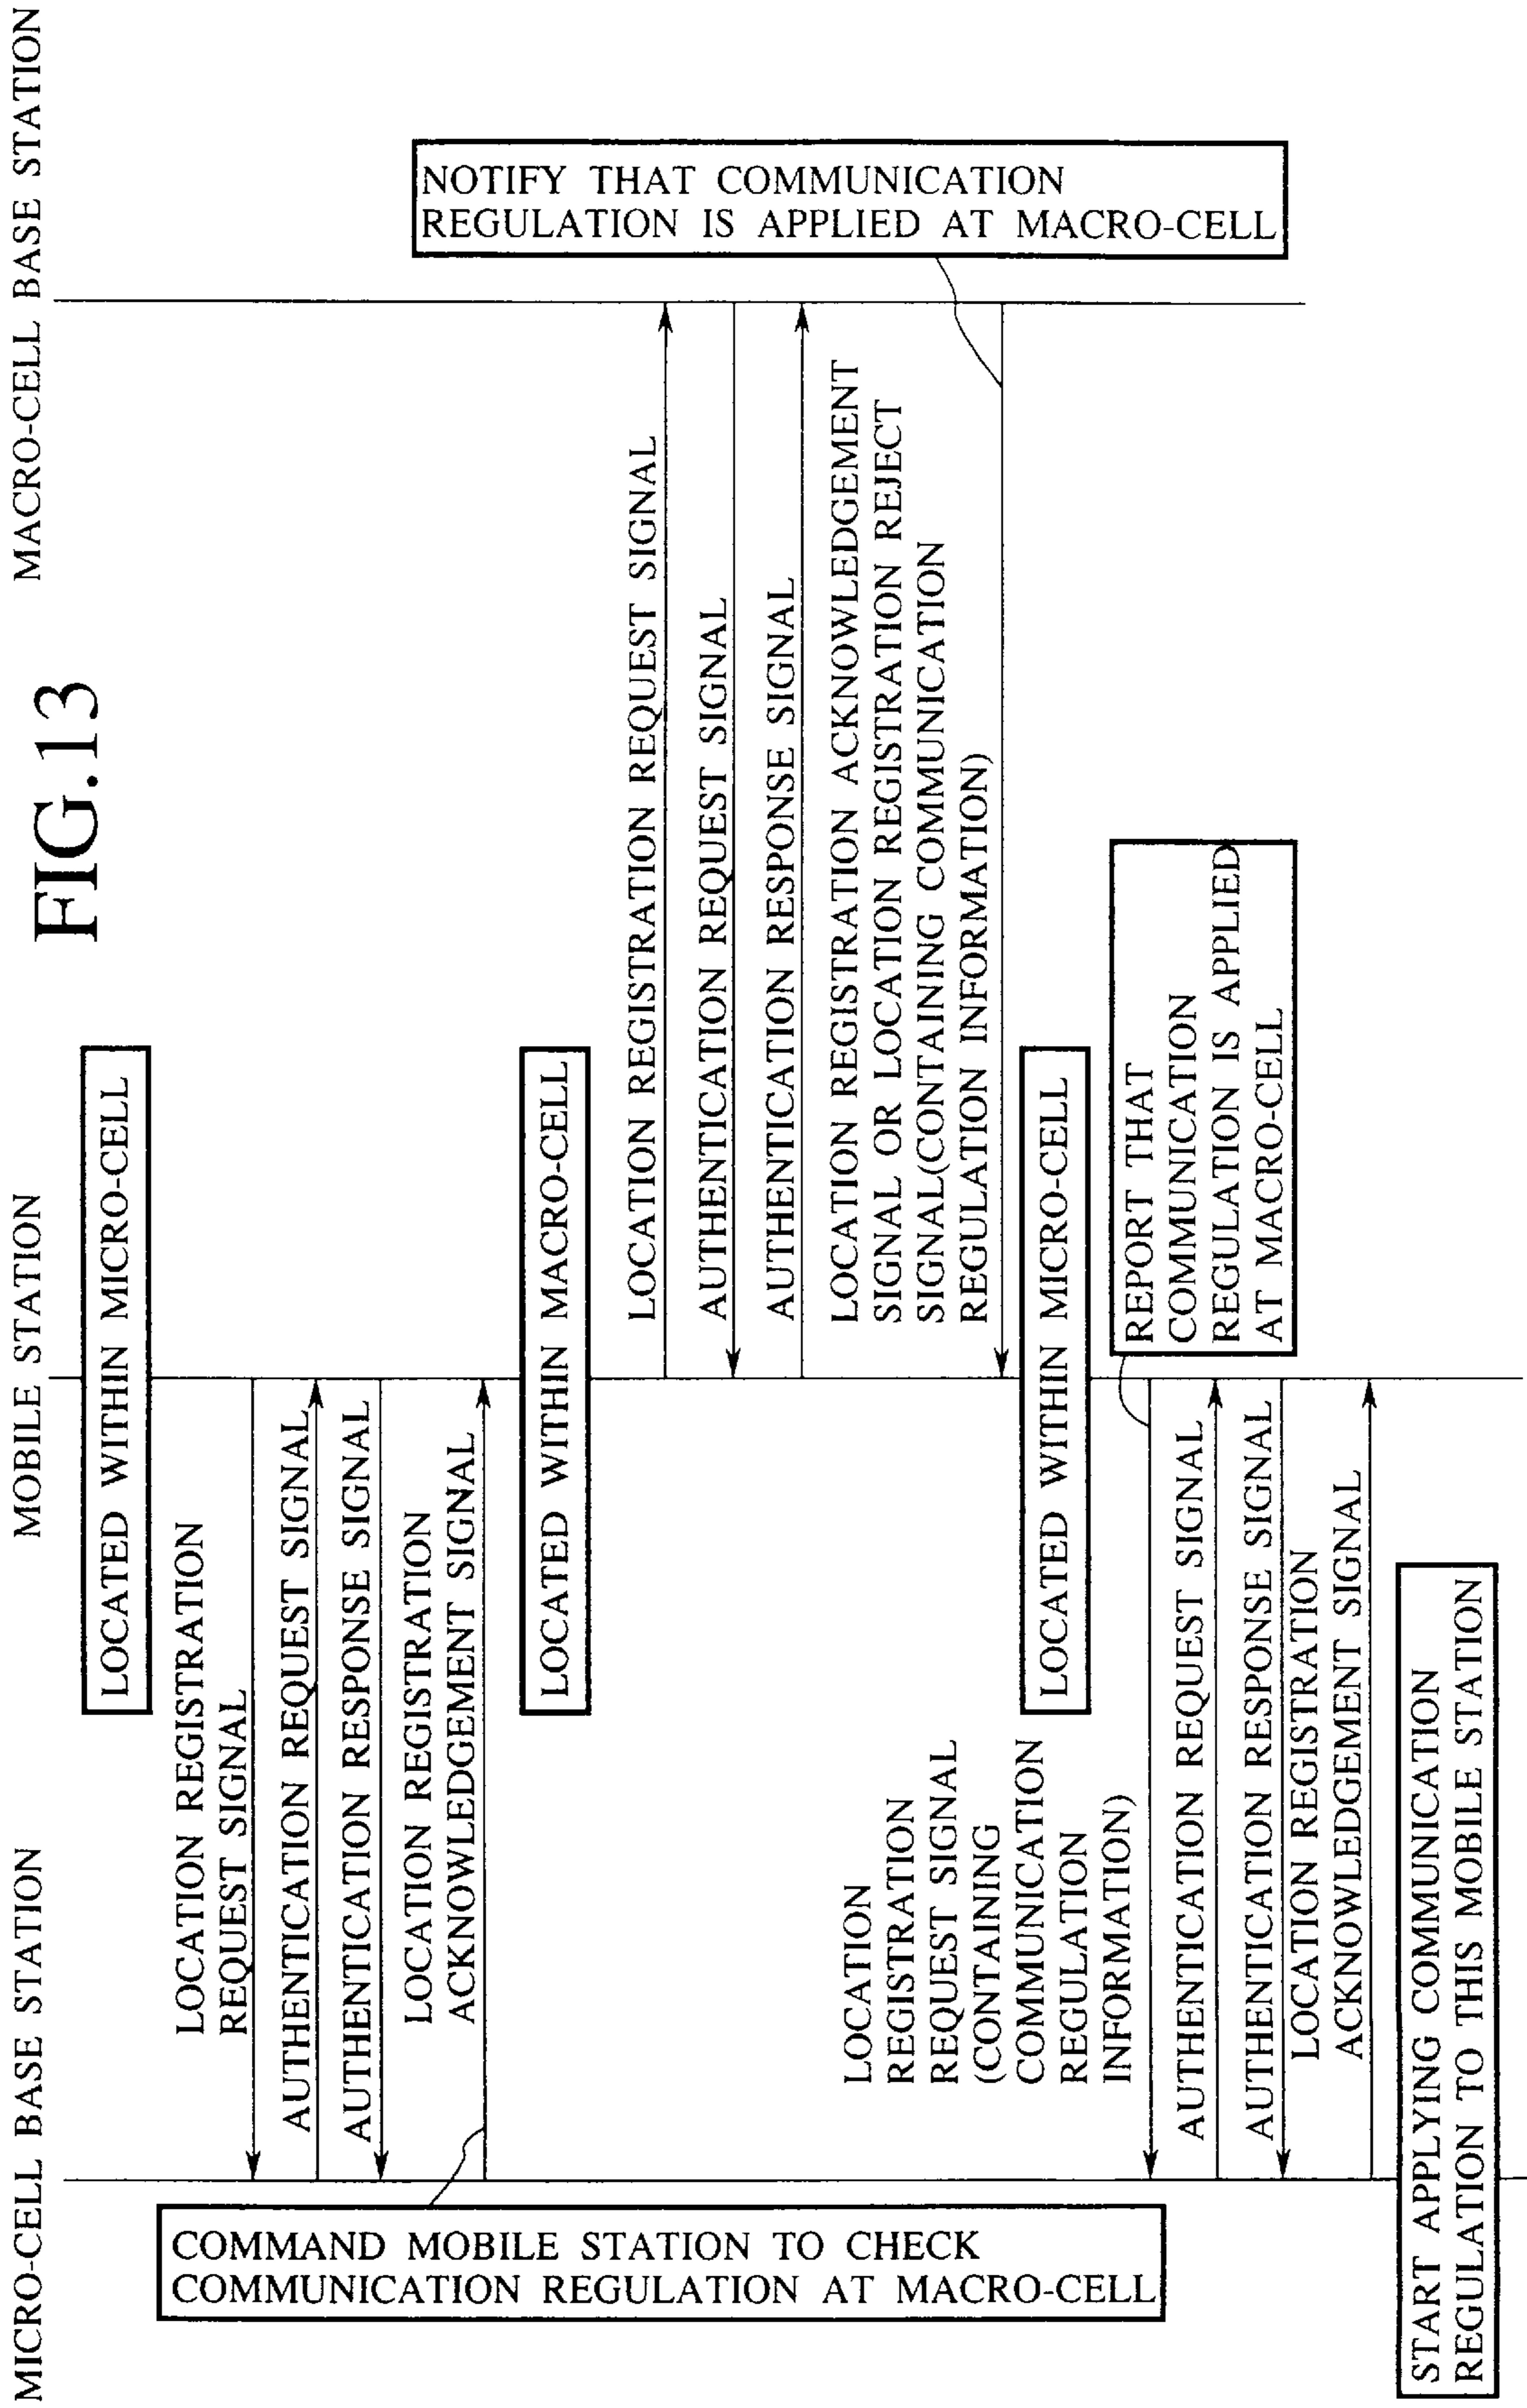 FIG.13
MICRO-CELL BASE STATION
MOBILE STATION
MACRO-CELL BASE STATION
LOCATED WITHIN MICRO-CELL
LOCATION REGISTRATION
REQUEST SIGNAL
AUTHENTICATION REQUEST SIGNAL
AUTHENTICATION RESPONSE SIGNAL
LOCATION REGISTRATION
ACKNOWLEDGEMENT SIGNAL
COMMAND MOBILE STATION TO CHECK
COMMUNICATION REGULATION AT MACRO-CELL
LOCATED WITHIN MACRO-CELL
LOCATION REGISTRATION REQUEST SIGNAL
AUTHENTICATION REQUEST SIGNAL
AUTHENTICATION RESPONSE SIGNAL
LOCATION REGISTRATION ACKNOWLEDGEMENT
SIGNAL OR LOCATION REGISTRATION REJECT
SIGNAL(CONTAINING COMMUNICATION
REGULATION INFORMATION)
NOTIFY THAT COMMUNICATION
REGULATION IS APPLIED AT MACRO-CELL
LOCATED WITHIN MICRO-CELL
LOCATION
REGISTRATION
REQUEST SIGNAL
(CONTAINING
COMMUNICATION
REGULATION
INFORMATION)
REPORT THAT
COMMUNICATION
REGULATION IS APPLIED
AT MACRO-CELL
AUTHENTICATION REQUEST SIGNAL
AUTHENTICATION RESPONSE SIGNAL
LOCATION REGISTRATION
ACKNOWLEDGEMENT SIGNAL
START APPLYING COMMUNICATION
REGULATION TO THIS MOBILE STATION